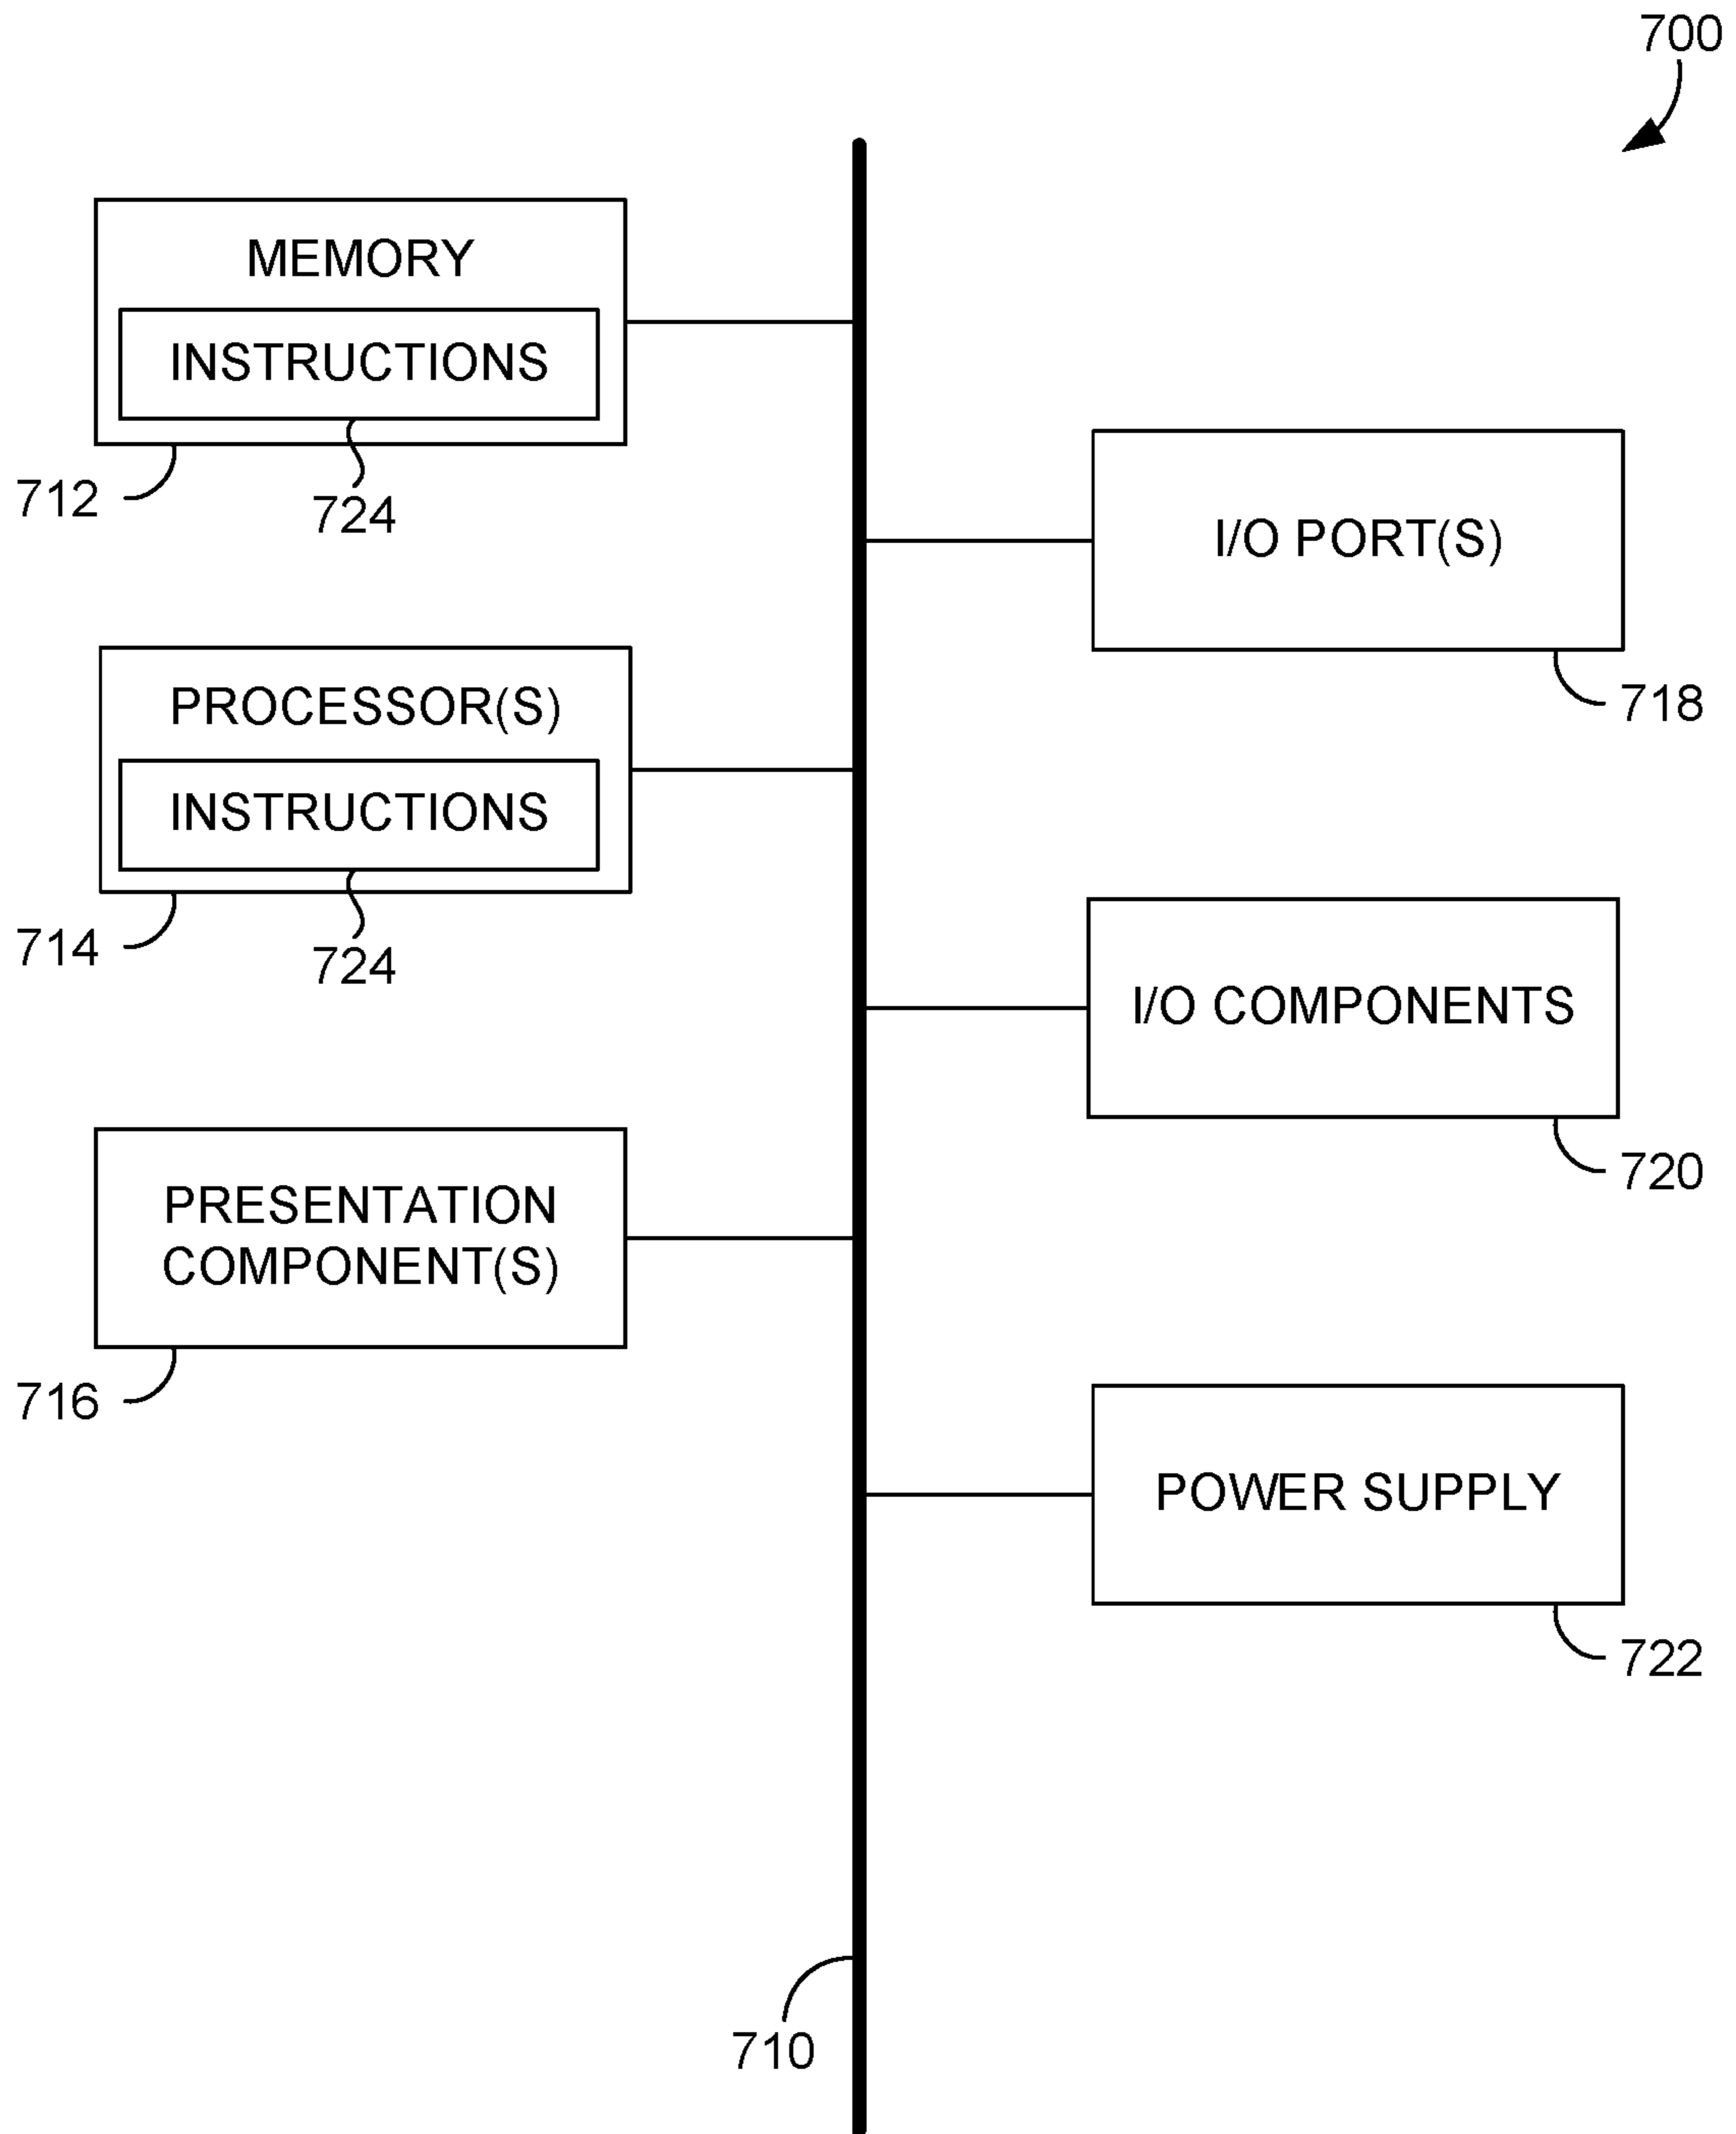 700
MEMORY
INSTRUCTIONS
712
724
I/O PORT(S)
718
PROCESSOR(S)
INSTRUCTIONS
714
724
I/O COMPONENTS
720
PRESENTATION
COMPONENT(S)
716
POWER SUPPLY
722
710